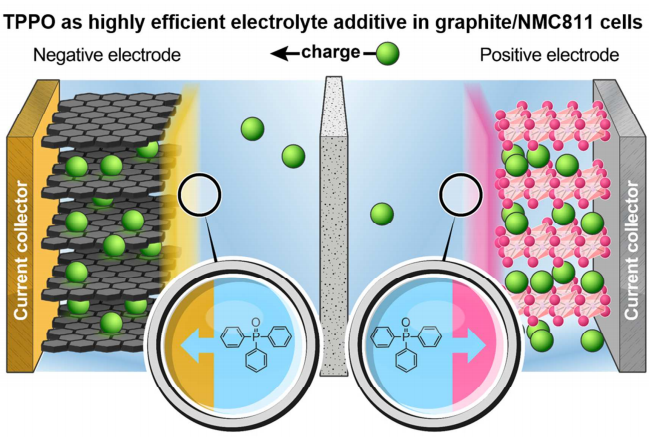 TPPO as highly efficient electrolyte additive in graphite/NMC811 cells
Negative electrode
charge
Positive electrode
Current collector
Current collector
O
P
O
P